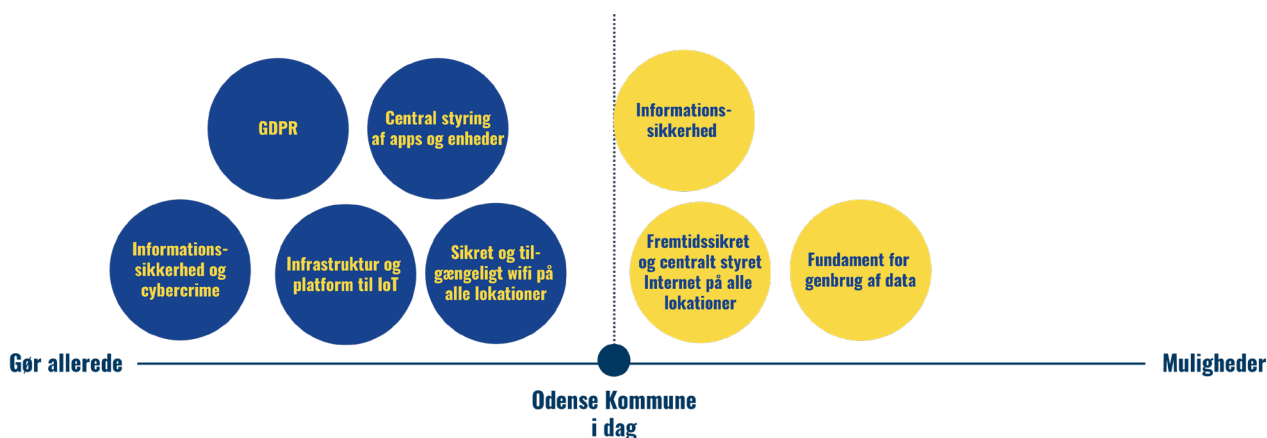 GDPR
Central styring
af apps og enheder
Informations-
sikkerhed
Informations-
sikkerhed og
cybercrime
Infrastruktur og
platform til IoT
Sikret og til-
gængeligt wifi på
alle lokationer
Fremtidssikret
og centralt styret
Internet på alle
lokationer
Fundament for
genbrug af data
Gør allerede
Muligheder
Odense Kommune
i dag